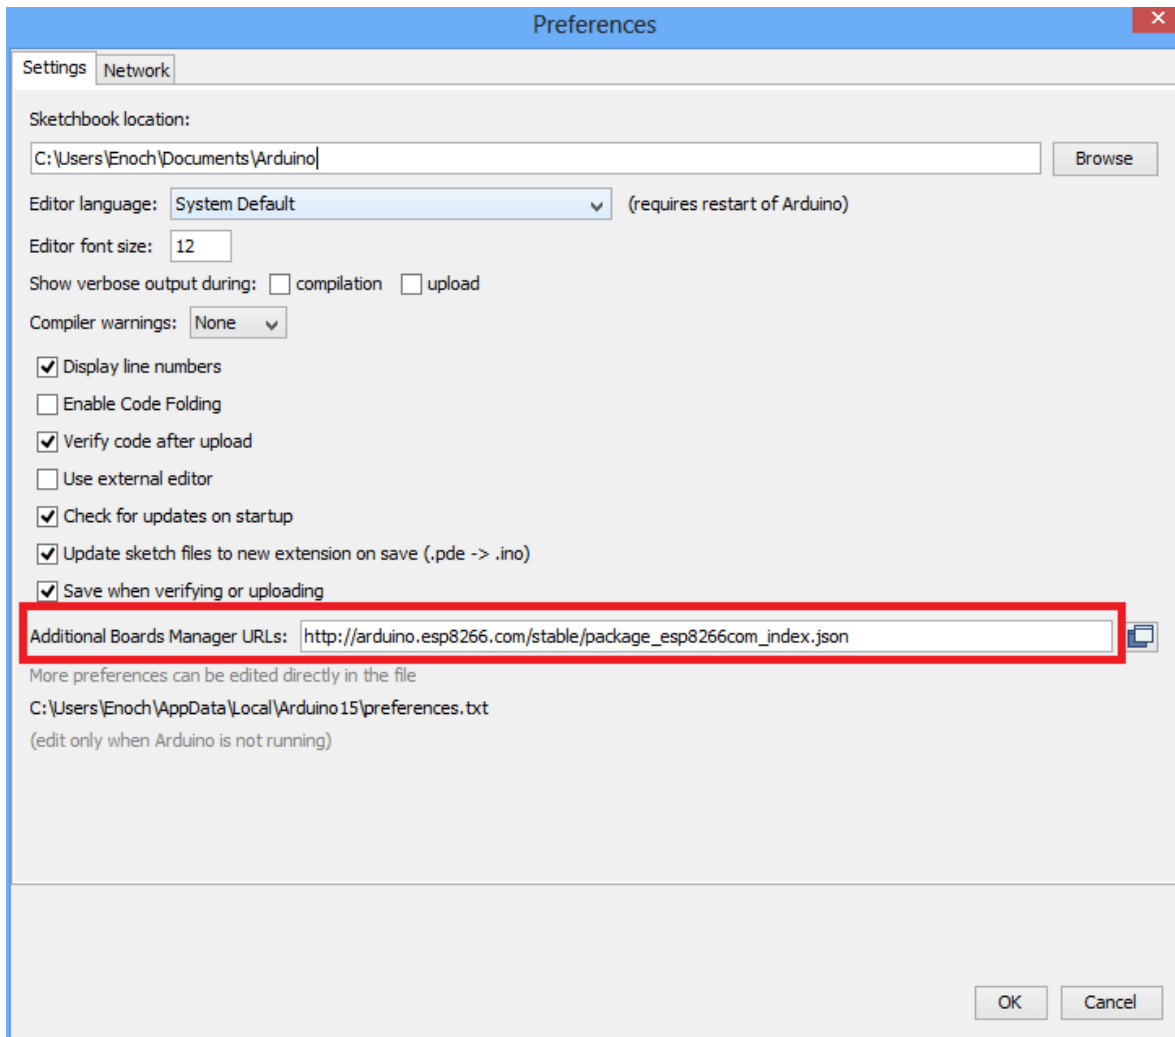 Preferences
Settings Network
Sketchbook location:
C:\Users\Enoch\Documents\Arduino Browse
Editor language: System Default (requires restart of Arduino)
Editor font size: 12
Show verbose output during: compilation upload
Compiler warnings: None
Display line numbers
Enable Code Folding
Verify code after upload
Use external editor
Check for updates on startup
Update sketch files to new extension on save (.pde -> .ino)
Save when verifying or uploading
Additional Boards Manager URLs: http://arduino.esp8266.com/stable/package_esp8266com_index.json
More preferences can be edited directly in the file
C:\Users\Enoch\AppData\Local\Arduino15\preferences.txt
(edit only when Arduino is not running)
OK Cancel